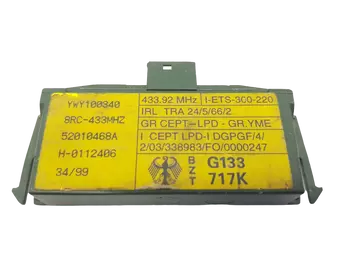 YWY100340
8RC-433MHZ
52010468A
H-0112406
34/99
433.92 MHz I-ETS-300-220
IRL TRA 24/5/66/2
GR CEPT-LPD - GR.YME
I CEPT LPD-I DGPGF/4/
2/03/338983/FO/0000247
BZT
G133
717K